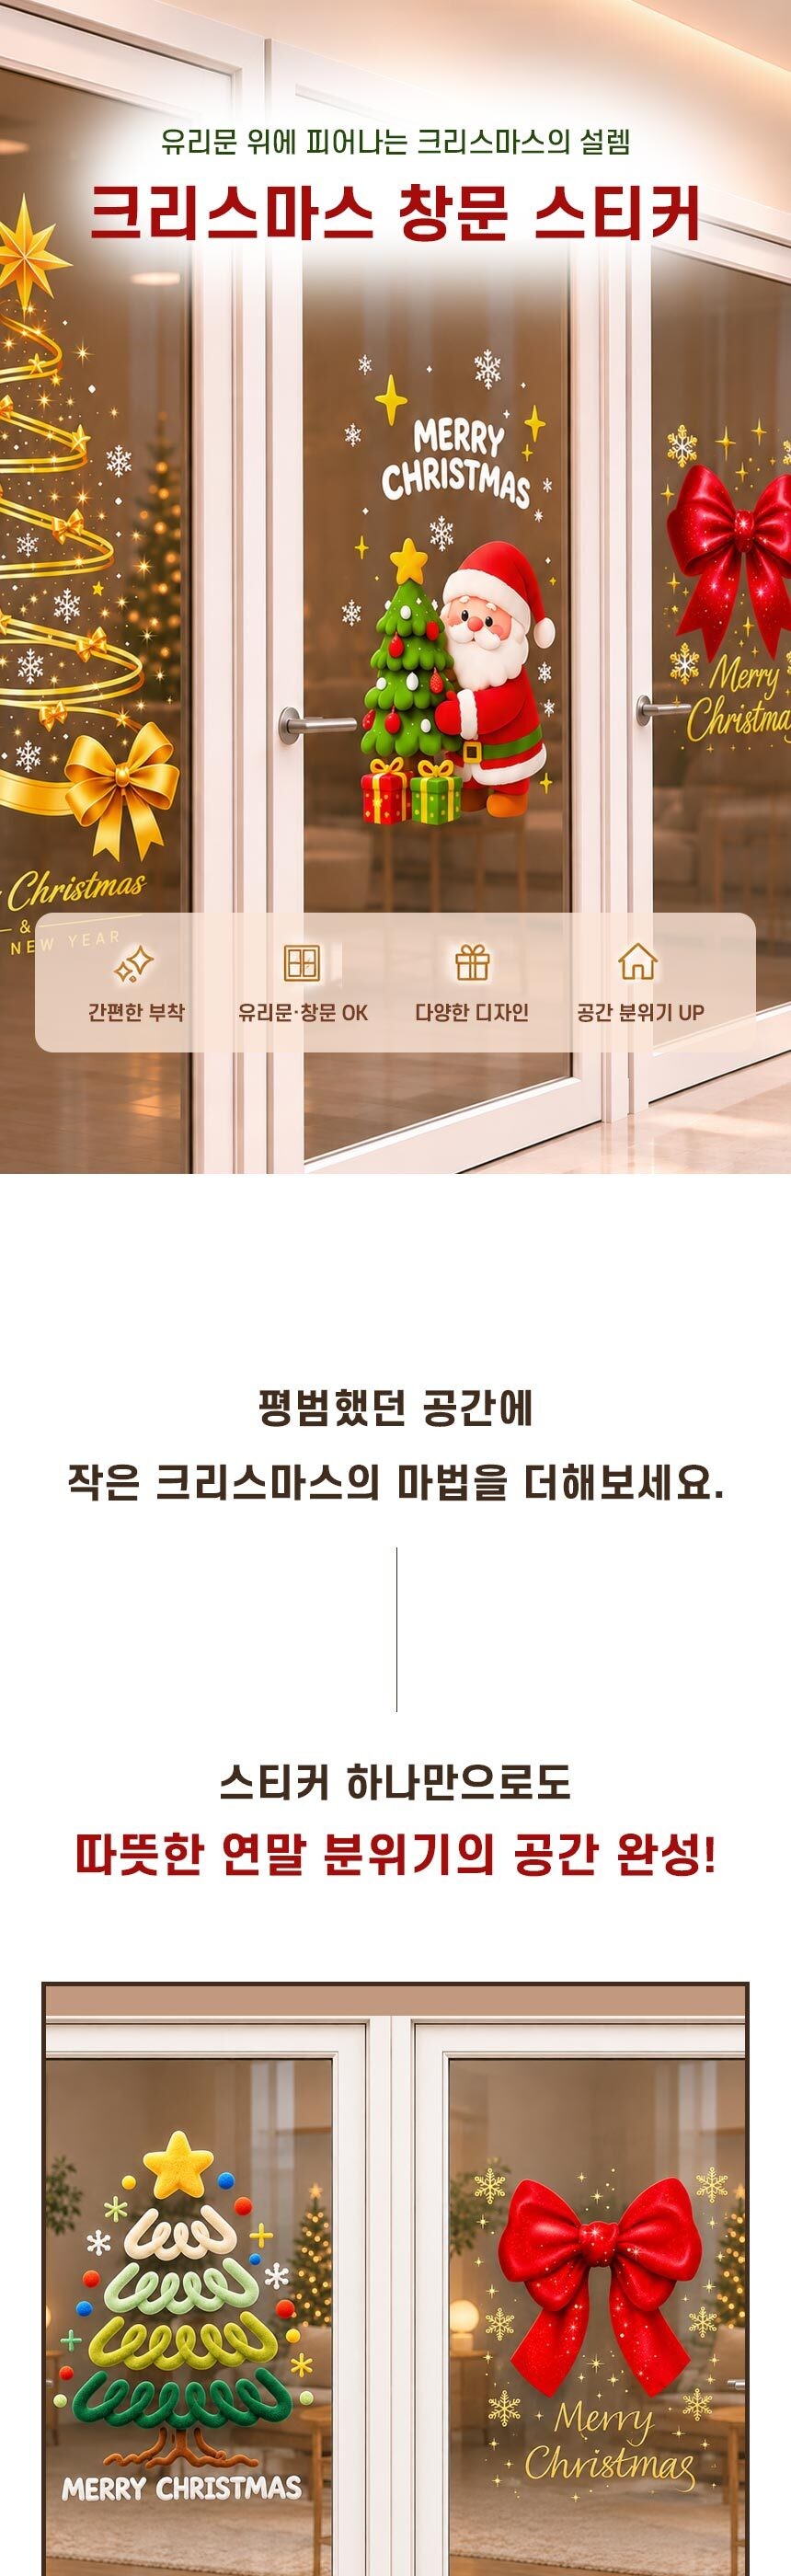 유리문 위에 피어나는 크리스마스의 설렘
크리스마스 창문 스티커
MERRY
CHRISTMAS
Merry
Christma
Christmas
&
NEW YEAR
간편한 부착
유리문·창문 OK
다양한 디자인
공간 분위기 UP
평범했던 공간에
작은 크리스마스의 마법을 더해보세요.
스티커 하나만으로도
따뜻한 연말 분위기의 공간 완성!
MERRY CHRISTMAS
Merry
Christmas